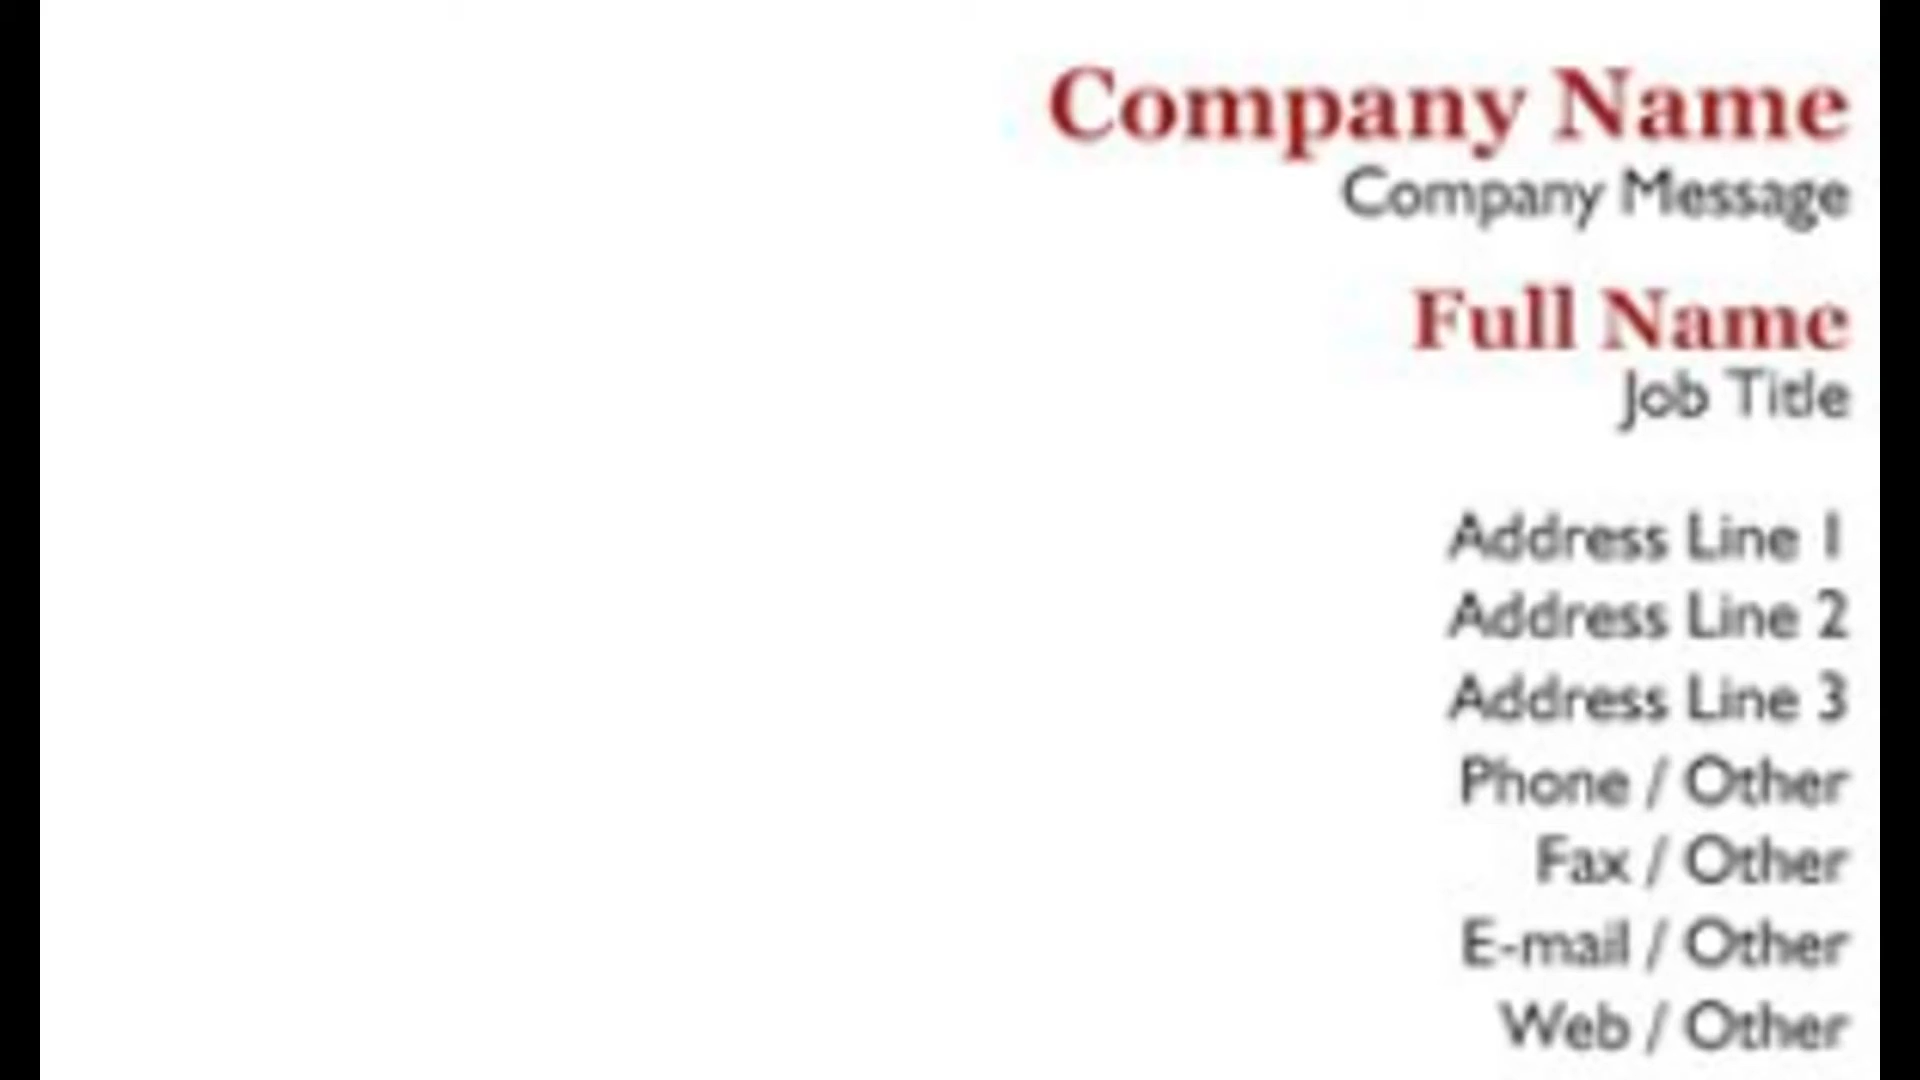 Company Name
Company Message
Full Name
Job Title
Address Line 1
Address Line 2
Address Line 3
Phone / Other
Fax / Other
E-mail / Other
Web / Other